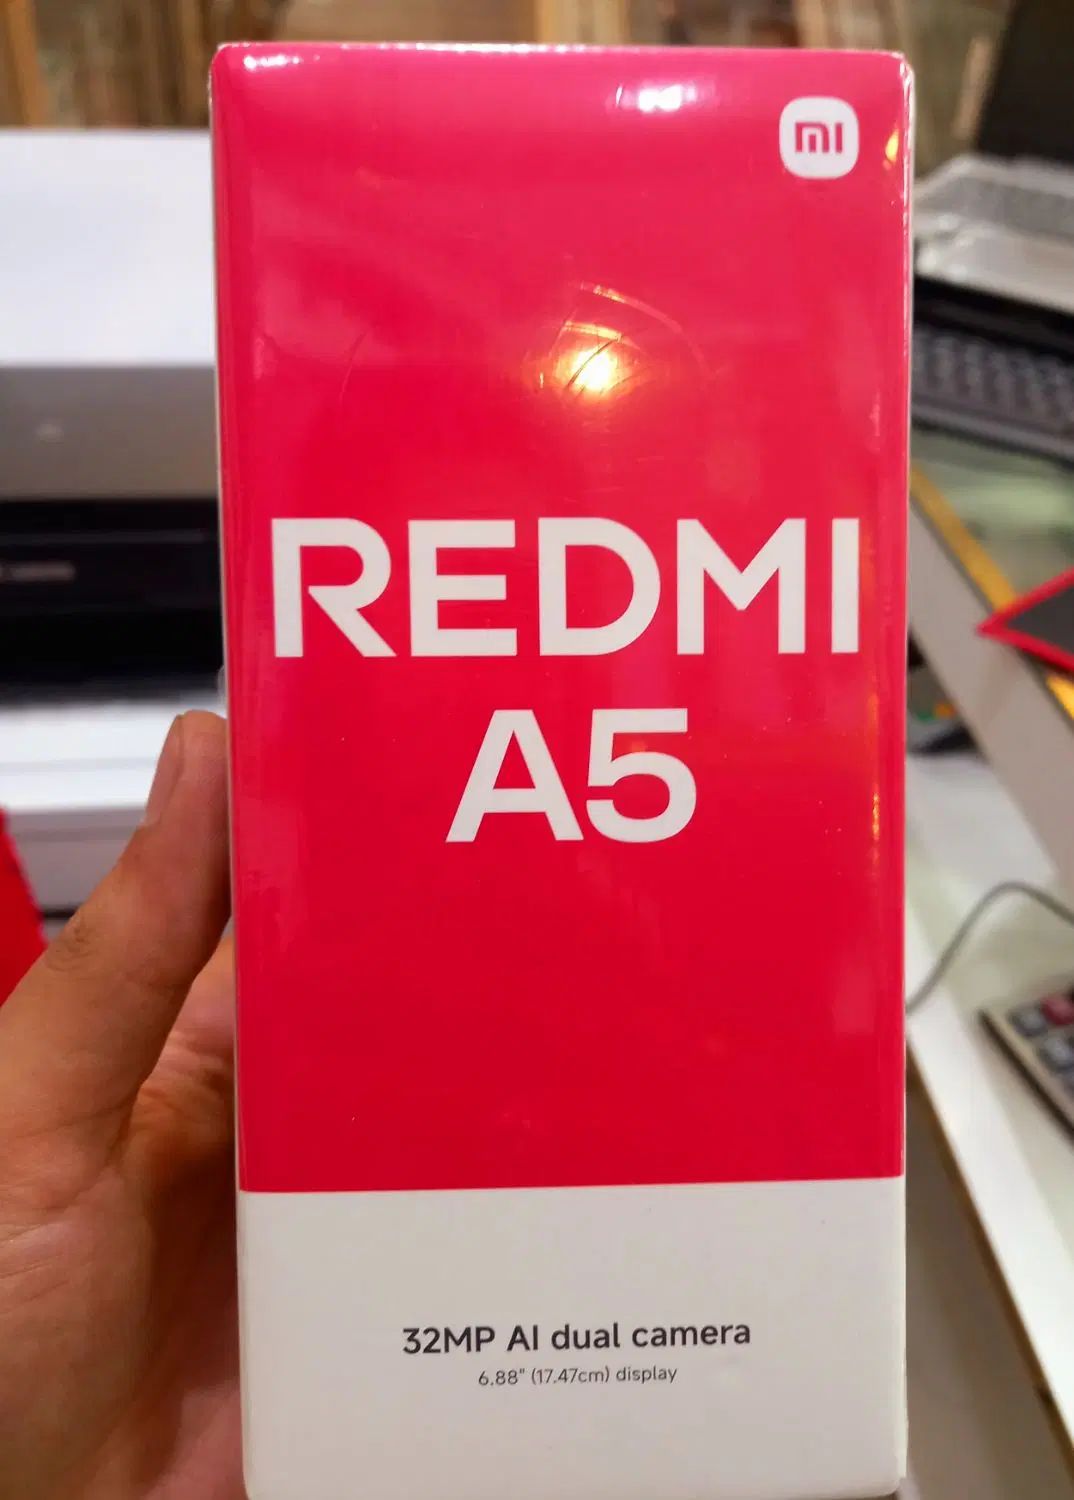 mi
REDMI
A5
32MP AI dual camera
6.88" (17.47cm) display